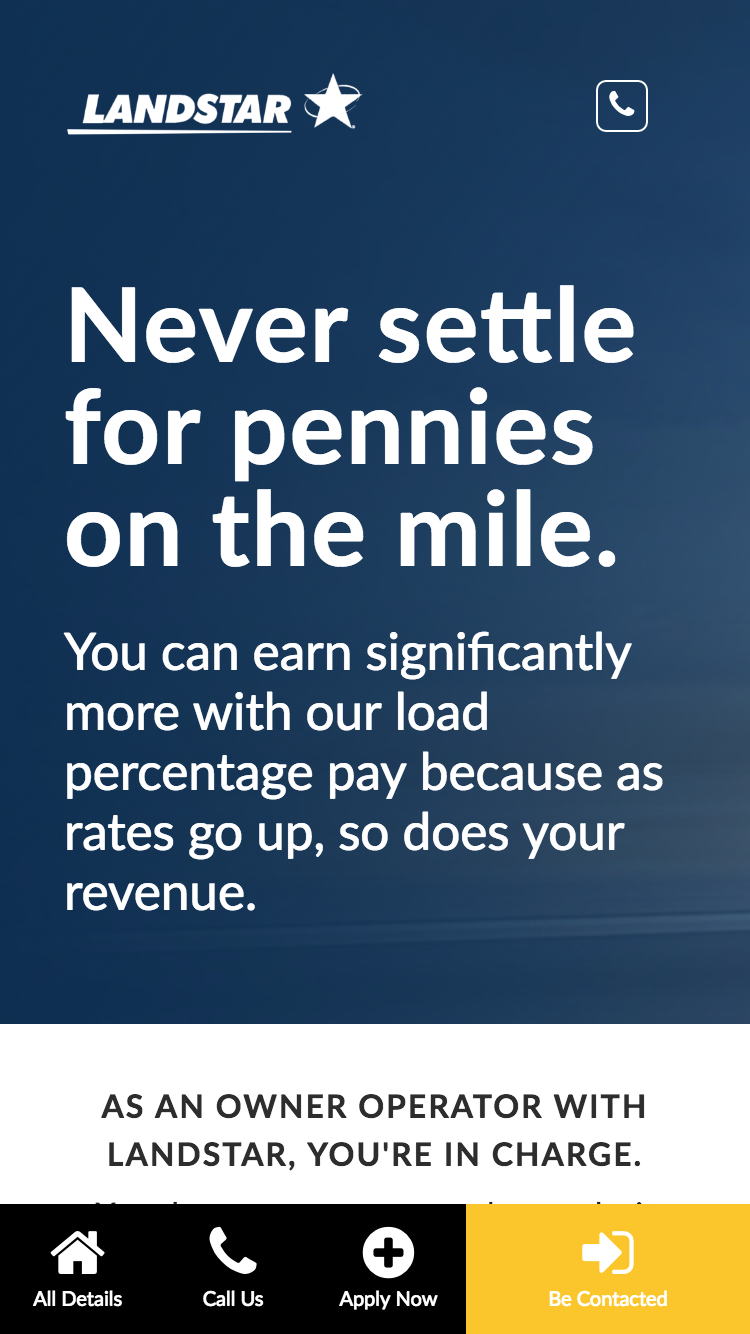 LANDSTAR
Never settle
for pennies
on the mile.
You can earn significantly
more with our load
percentage pay because as
rates go up, so does your
revenue.
AS AN OWNER OPERATOR WITH
LANDSTAR, YOU'RE IN CHARGE.
All Details
Call Us
Apply Now
Be Contacted